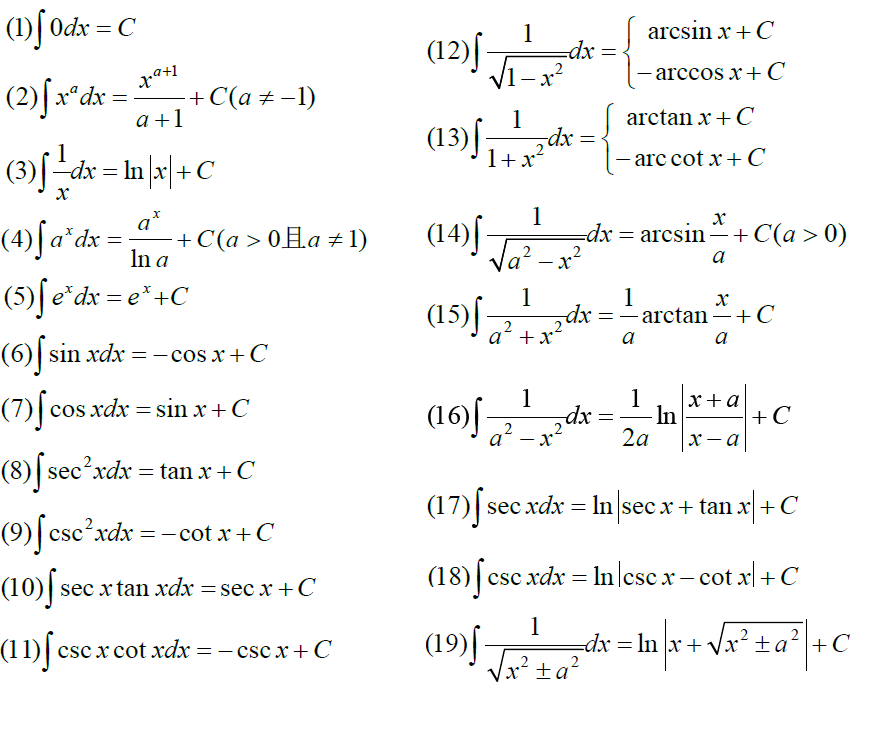 (1)∫0dx = C
(2)∫x^a dx = x^{a+1}/(a+1) + C(a ≠ −1)
(3)∫1/x dx = ln|x| + C
(4)∫a^x dx = a^x/ln a + C(a > 0且a ≠ 1)
(5)∫e^x dx = e^x + C
(6)∫sin xdx = −cos x + C
(7)∫cos xdx = sin x + C
(8)∫sec²xdx = tan x + C
(9)∫csc²xdx = −cot x + C
(10)∫sec x tan xdx = sec x + C
(11)∫csc x cot xdx = −csc x + C
(12)∫1/√(1−x²) dx = { arcsin x + C
−arccos x + C
(13)∫1/(1+x²) dx = { arctan x + C
−arc cot x + C
(14)∫1/√(a²−x²) dx = arcsin x/a + C(a > 0)
(15)∫1/(a²+x²) dx = 1/a arctan x/a + C
(16)∫1/(a²−x²) dx = 1/2a ln|(x+a)/(x−a)| + C
(17)∫sec xdx = ln|sec x + tan x| + C
(18)∫csc xdx = ln|csc x − cot x| + C
(19)∫1/√(x²±a²) dx = ln|x + √(x²±a²)| + C